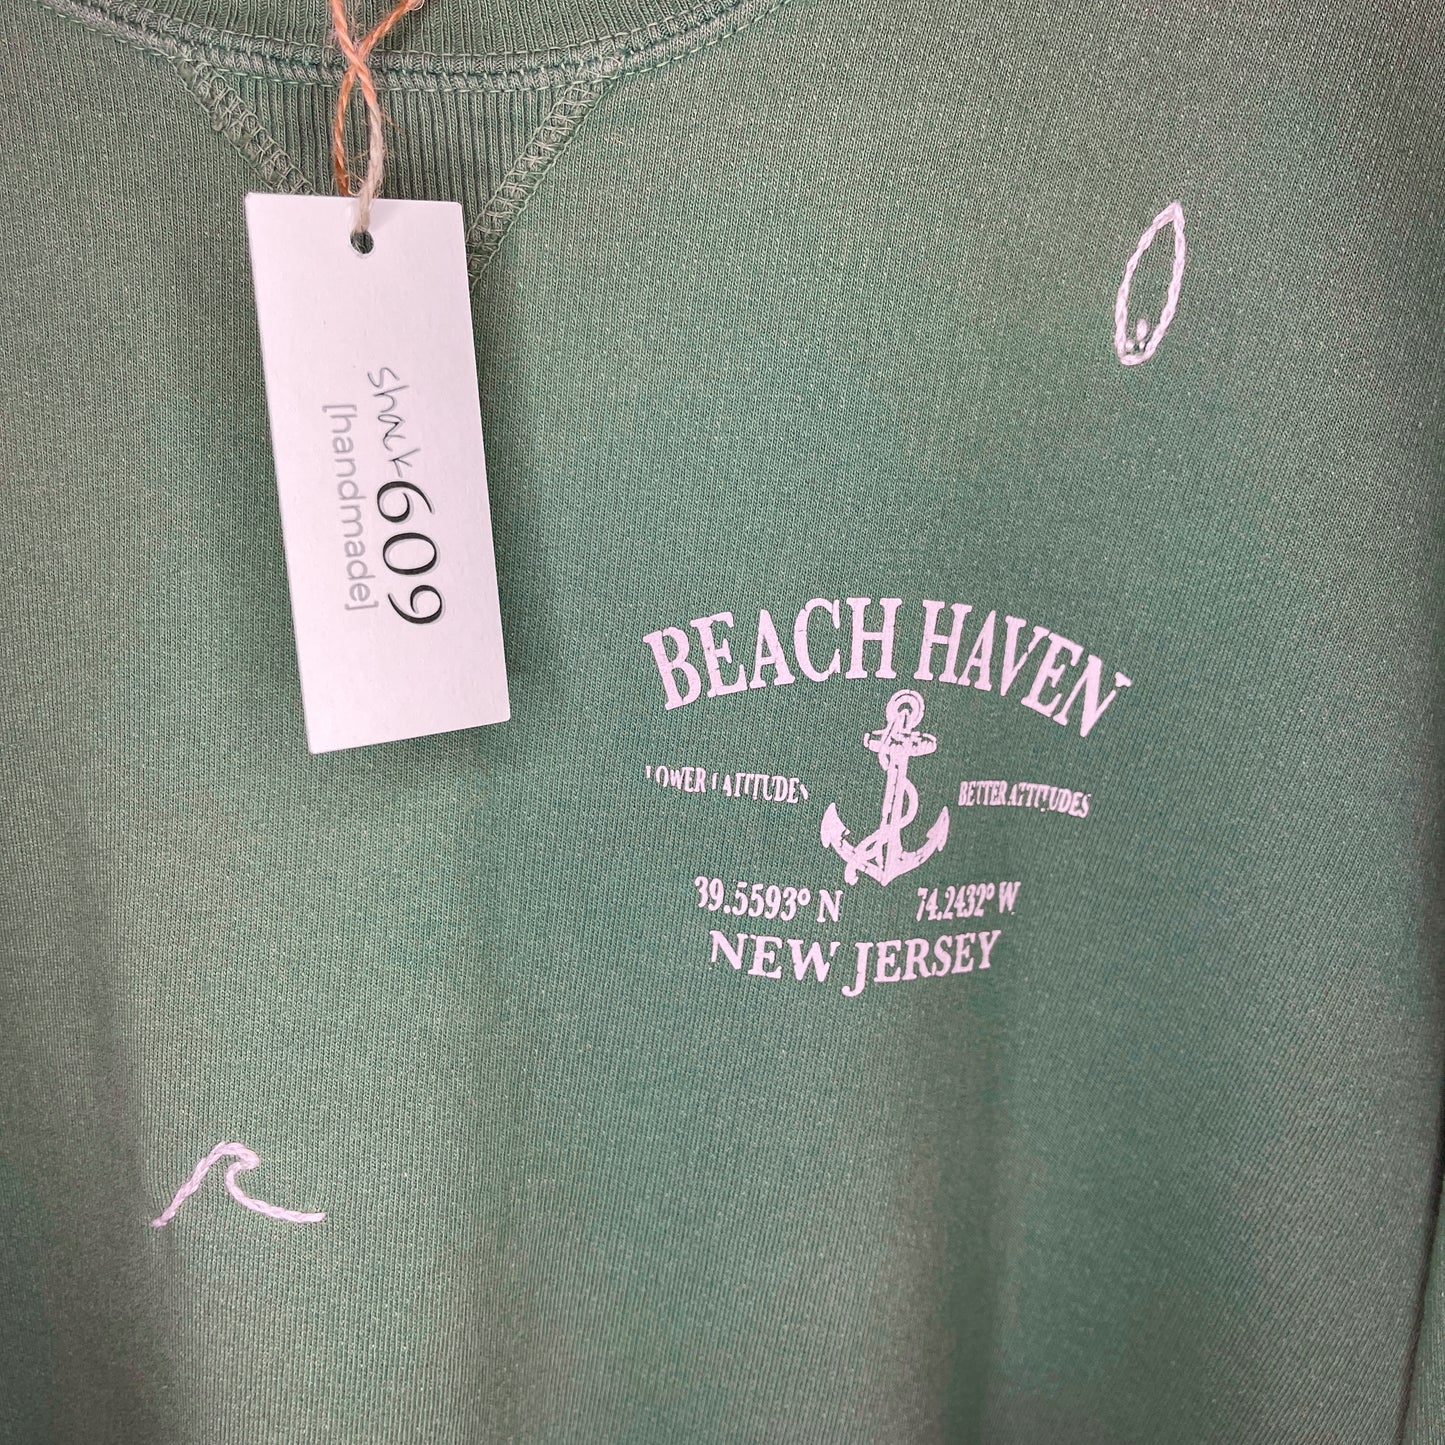 shack609
[handmade]
BEACH HAVEN
LOWER LATITUDES BETTER ATTITUDES
39.5593° N 74.2432° W
NEW JERSEY